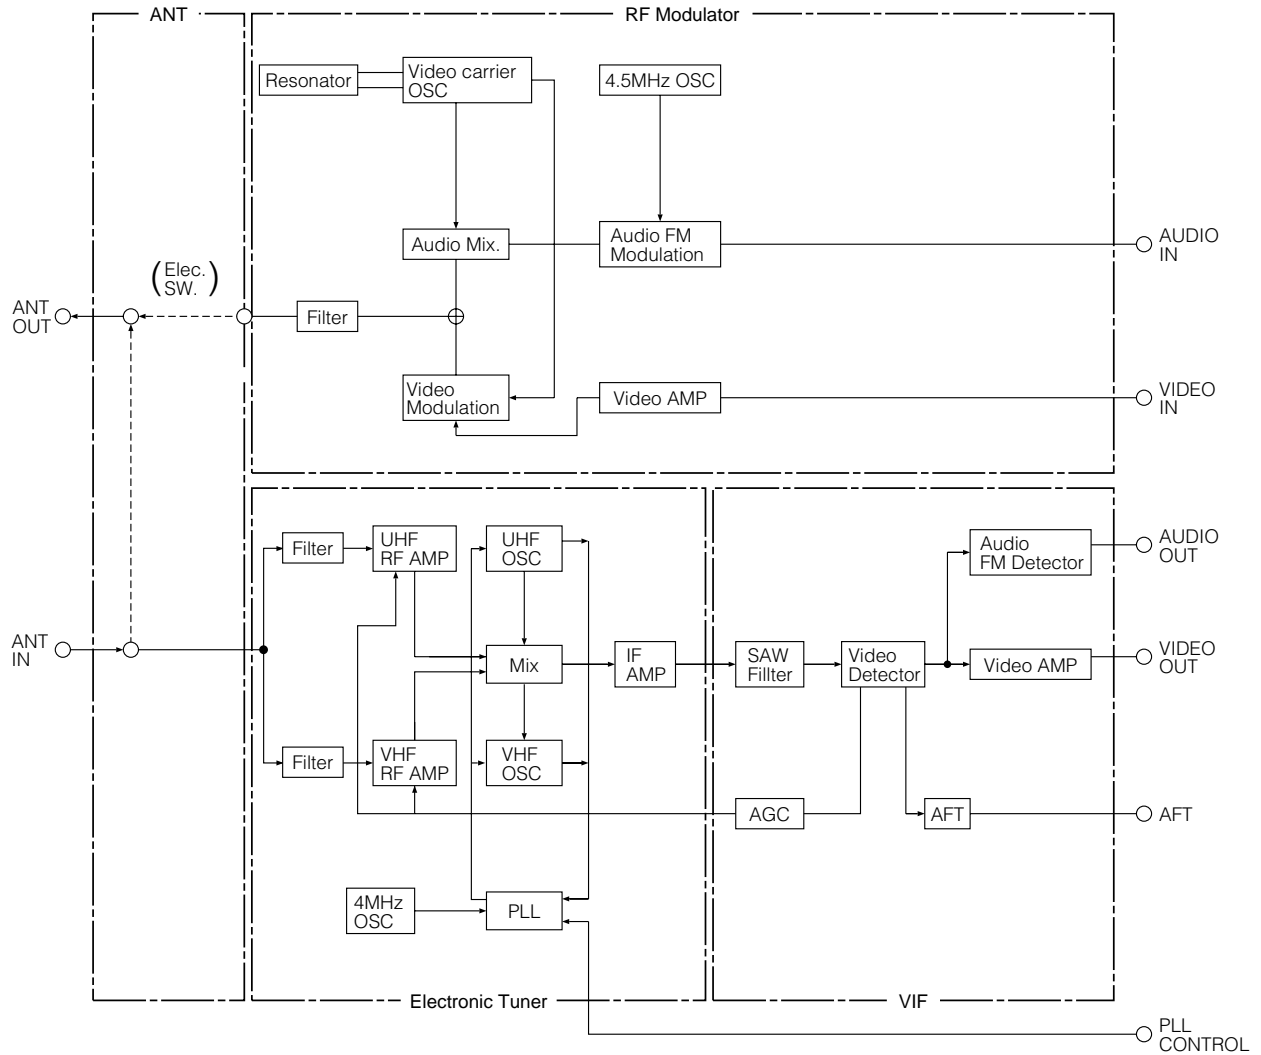 ANT
RF Modulator
Resonator
Video carrier
OSC
4.5MHz OSC
Audio Mix.
Audio FM
Modulation
AUDIO
IN
(Elec.
SW.)
ANT
OUT
Filter
Video
Modulation
Video AMP
VIDEO
IN
Filter
UHF
RF AMP
UHF
OSC
Audio
FM Detector
AUDIO
OUT
ANT
IN
Mix
IF
AMP
SAW
Fillter
Video
Detector
Video AMP
VIDEO
OUT
Filter
VHF
RF AMP
VHF
OSC
AGC
AFT
AFT
4MHz
OSC
PLL
Electronic Tuner
VIF
PLL
CONTROL